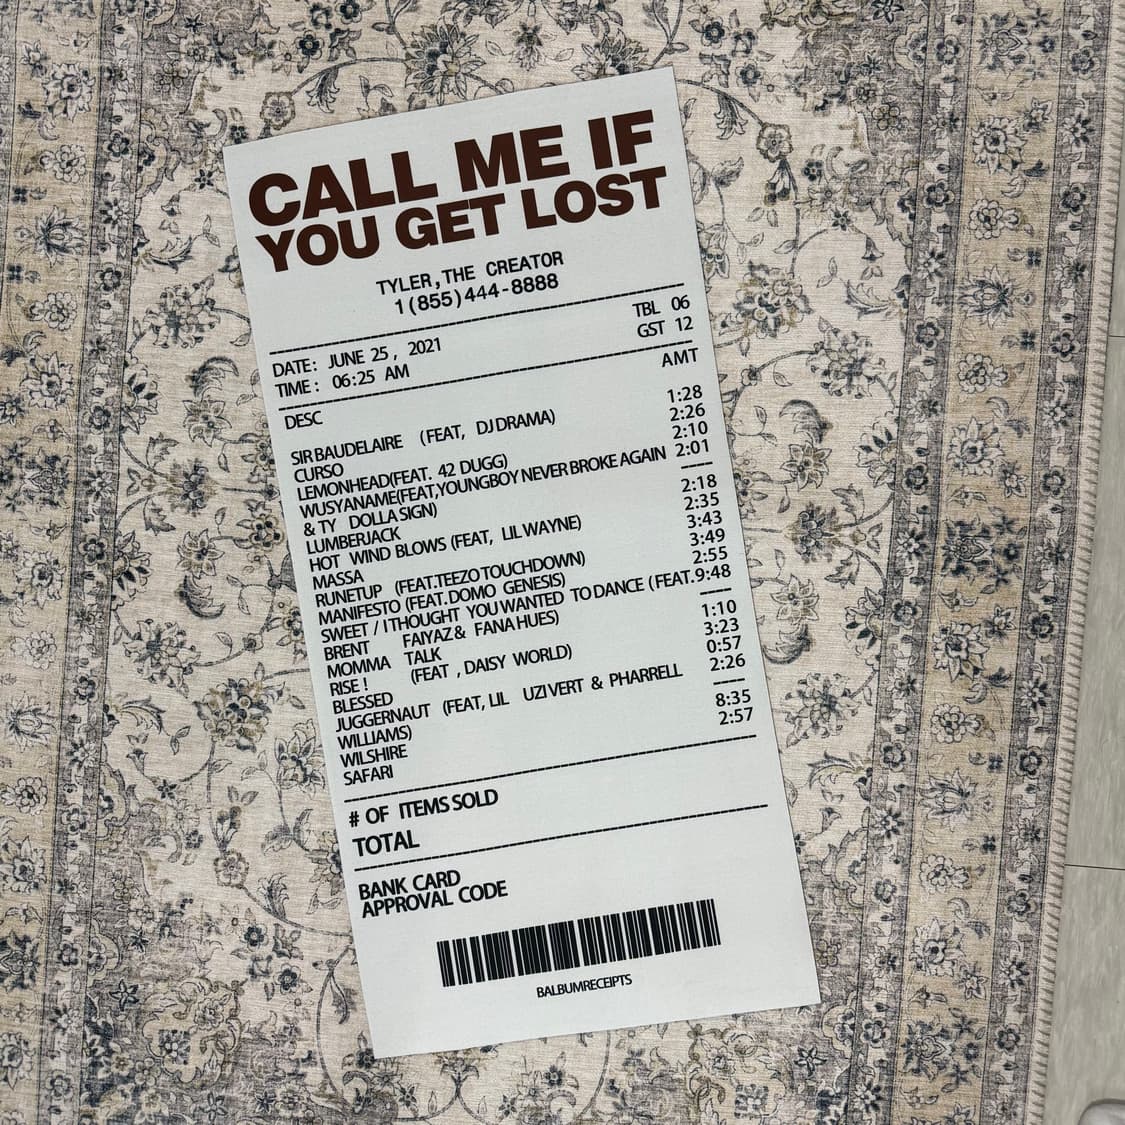 CALL ME IF
YOU GET LOST
TYLER,THE CREATOR
1(855)444-8888
TBL 06
DATE: JUNE 25, 2021
GST 12
TIME: 06:25 AM
DESC AMT
SIR BAUDELAIRE (FEAT, DJ DRAMA) 1:28
CURSO 2:26
LEMONHEAD(FEAT. 42 DUGG) 2:10
WUSYANAME(FEAT,YOUNGBOY NEVER BROKE AGAIN 2:01
& TY DOLLA SIGN) ----
LUMBERJACK 2:18
HOT WIND BLOWS (FEAT, LIL WAYNE) 2:35
MASSA 3:43
RUNETUP (FEAT.TEEZO TOUCHDOWN) 3:49
MANIFESTO (FEAT.DOMO GENESIS) 2:55
SWEET / I THOUGHT YOU WANTED TO DANCE (FEAT. 9:48
BRENT FAIYAZ & FANA HUES) ----
MOMMA TALK 1:10
RISE ! (FEAT , DAISY WORLD) 3:23
BLESSED 0:57
JUGGERNAUT (FEAT, LIL UZI VERT & PHARRELL 2:26
WILLIAMS) ----
WILSHIRE 8:35
SAFARI 2:57
# OF ITEMS SOLD
TOTAL
BANK CARD
APPROVAL CODE
BALBUMRECEIPTS